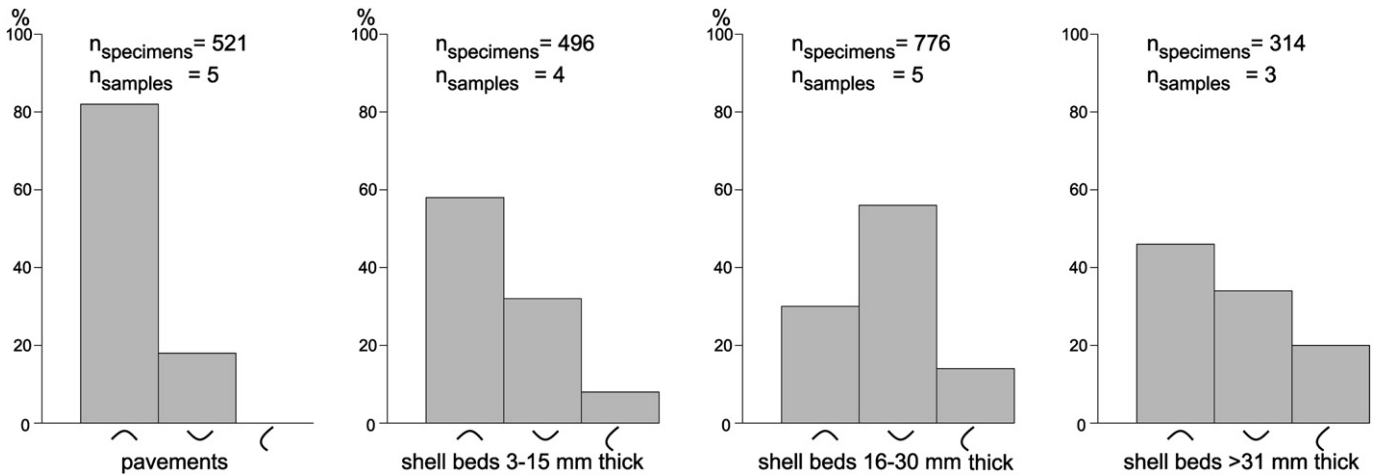 %
n specimens = 521
n samples = 5
100
80
60
40
20
0
pavements
%
n specimens = 496
n samples = 4
100
80
60
40
20
0
shell beds 3-15 mm thick
%
n specimens = 776
n samples = 5
100
80
60
40
20
0
shell beds 16-30 mm thick
%
n specimens = 314
n samples = 3
100
80
60
40
20
0
shell beds >31 mm thick